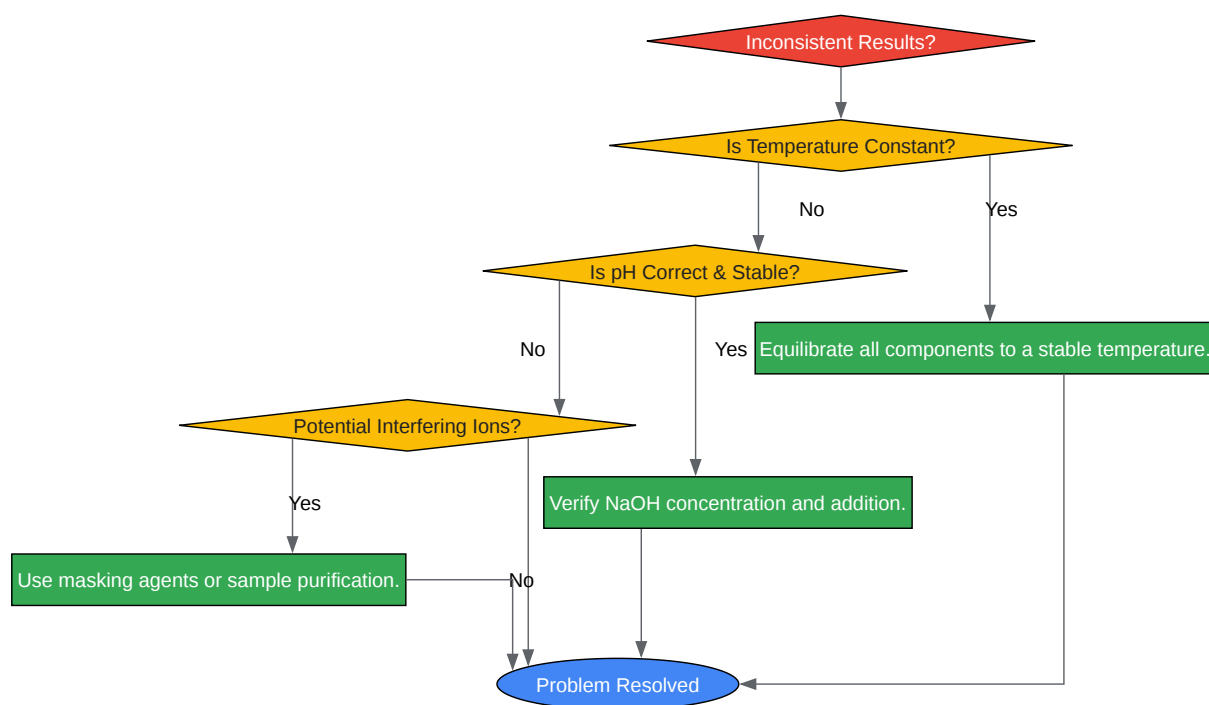 Inconsistent Results?
Is Temperature Constant?
No
Yes
Is pH Correct & Stable?
No
Yes
Equilibrate all components to a stable temperature.
Potential Interfering Ions?
Yes
Verify NaOH concentration and addition.
Use masking agents or sample purification.
No
Problem Resolved